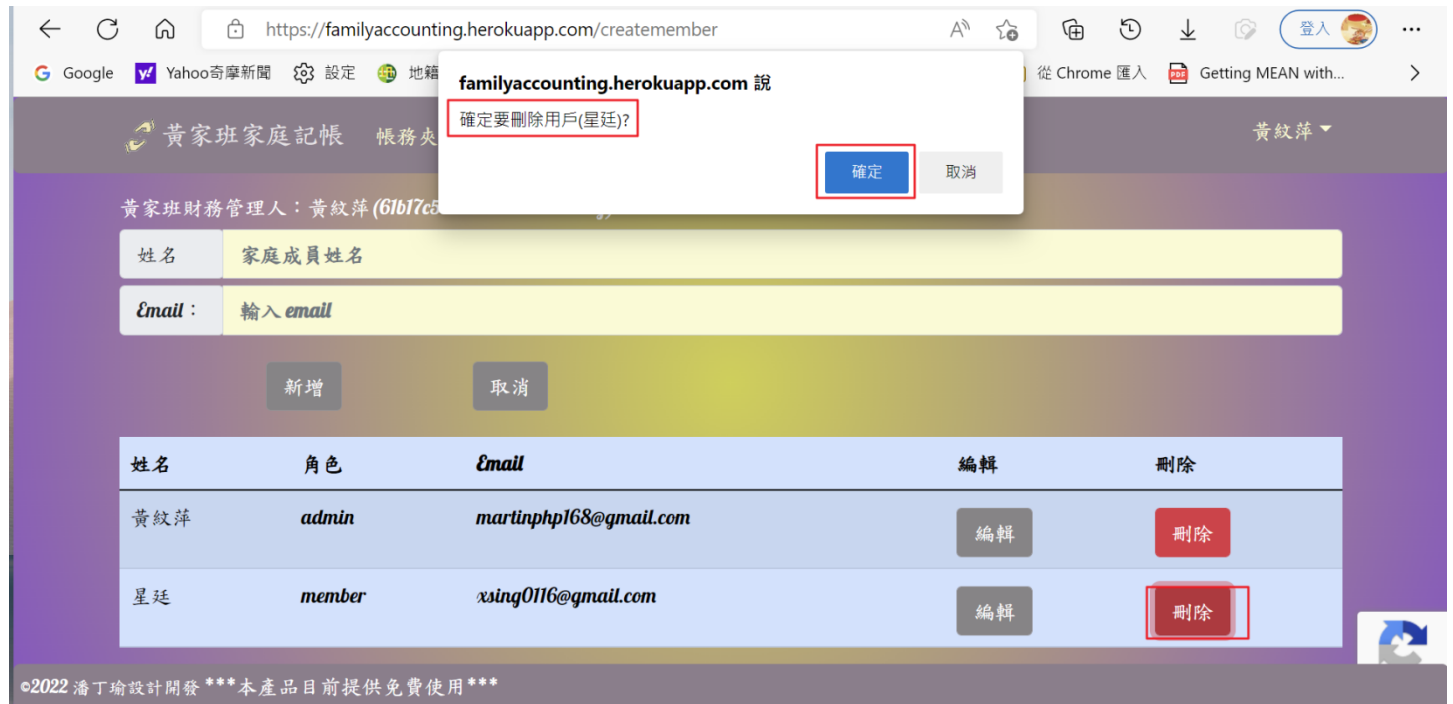 https://familyaccounting.herokuapp.com/createmember
登入
Google Yahoo奇摩新聞 設定 地籍 從 Chrome 匯入 Getting MEAN with...
familyaccounting.herokuapp.com 說
確定要刪除用戶(星廷)?
確定 取消
黃家班家庭記帳 帳務夾 黃紋萍
黃家班財務管理人：黃紋萍(61b17c5
姓名 家庭成員姓名
Email： 輸入email
新增 取消
姓名 角色 Email 編輯 刪除
黃紋萍 admin martinphp168@gmail.com 編輯 刪除
星廷 member xsing0116@gmail.com 編輯 刪除
©2022 潘丁瑜設計開發 ***本產品目前提供免費使用***